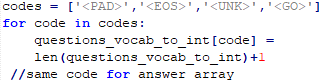 codes = ['<PAD>','<EOS>','<UNK>','<GO>']
for code in codes:
    questions_vocab_to_int[code] =
    len(questions_vocab_to_int)+1
 //same code for answer array